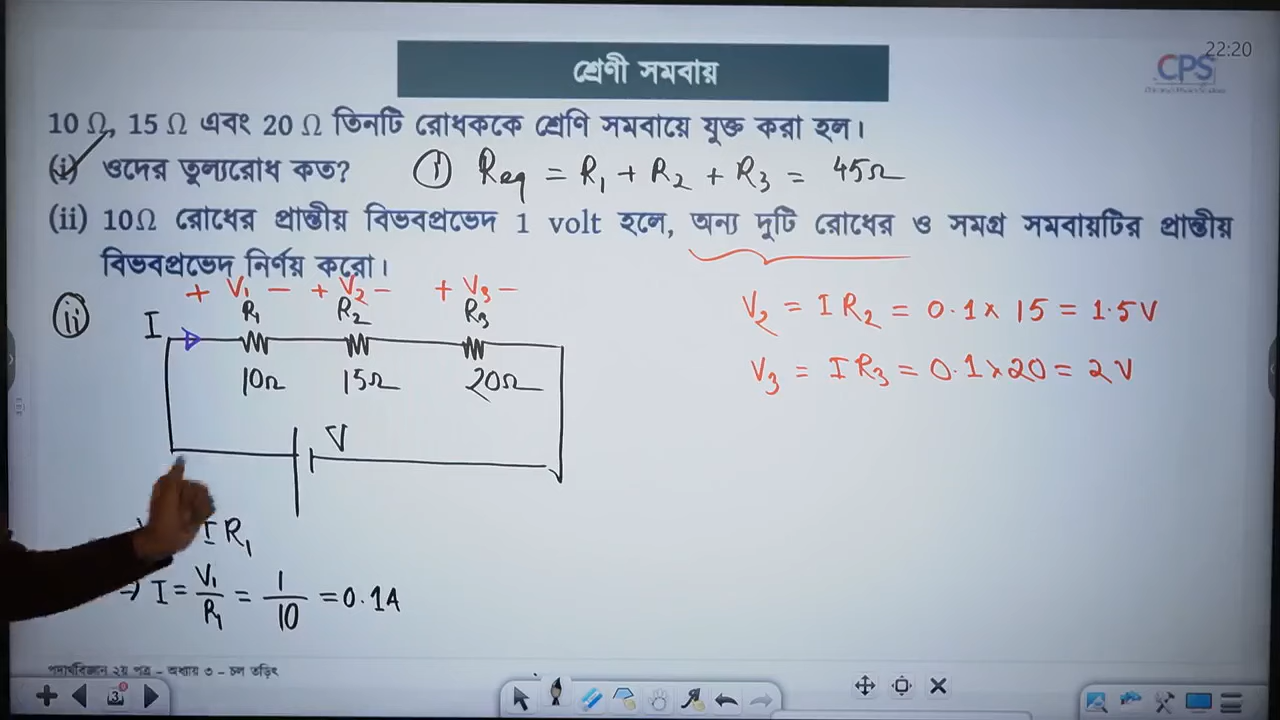 22:20
CPS
শ্রেণী সমবায়
10 Ω, 15 Ω এবং 20 Ω তিনটি রোধককে শ্রেণি সমবায়ে যুক্ত করা হল।
(i) ওদের তুল্যরোধ কত?
(i) Req = R₁ + R₂ + R₃ = 45Ω
(ii) 10Ω রোধের প্রান্তীয় বিভবপ্রভেদ 1 volt হলে, অন্য দুটি রোধের ও সমগ্র সমবায়টির প্রান্তীয়
বিভবপ্রভেদ নির্ণয় করো।
(ii)
+ V₁ − + V₂ − + V₃ −
I R₁ R₂ R₃
10Ω 15Ω 20Ω
V
V₂ = IR₂ = 0.1 × 15 = 1.5V
V₃ = IR₃ = 0.1×20 = 2V
IR₁
⇒ I = V₁/R₁ = 1/10 = 0.1A
পদার্থবিজ্ঞান ২য় পত্র – অধ্যায় ৩ – চল তড়িৎ
3